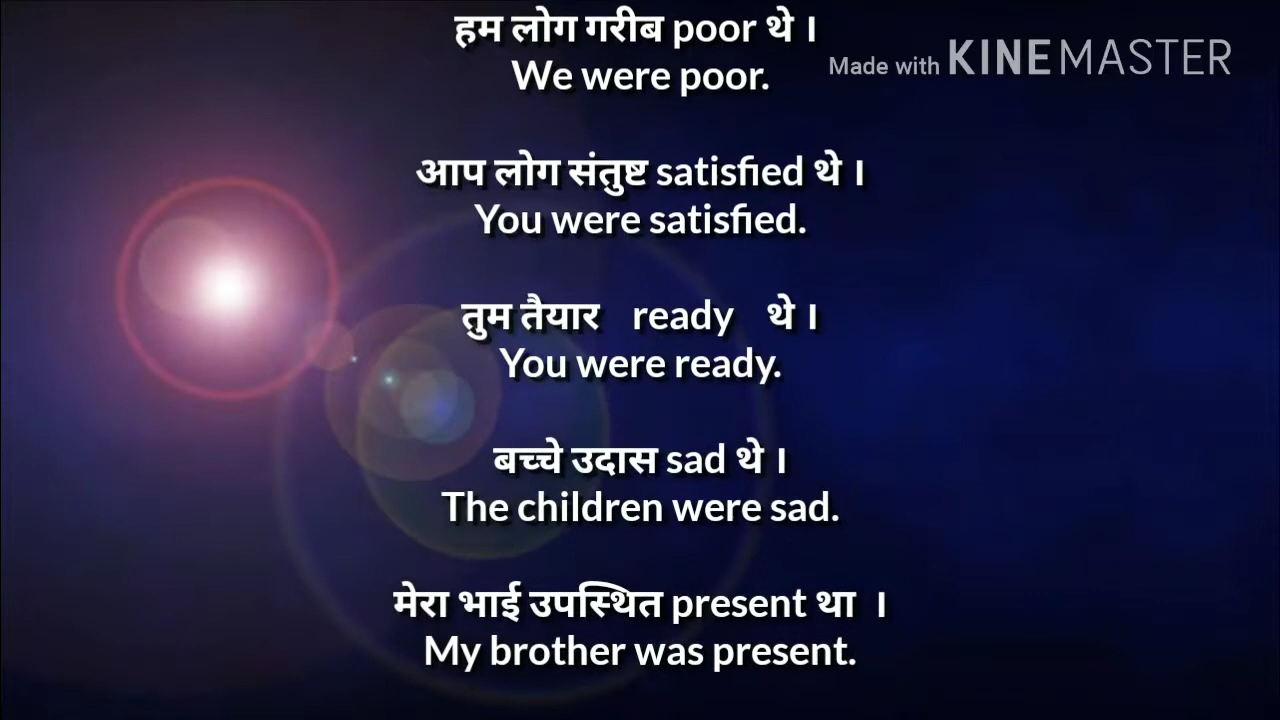 हम लोग गरीब poor थे ।
We were poor.
Made with KINEMASTER
आप लोग संतुष्ट satisfied थे ।
You were satisfied.
तुम तैयार ready थे ।
You were ready.
बच्चे उदास sad थे ।
The children were sad.
मेरा भाई उपस्थित present था ।
My brother was present.